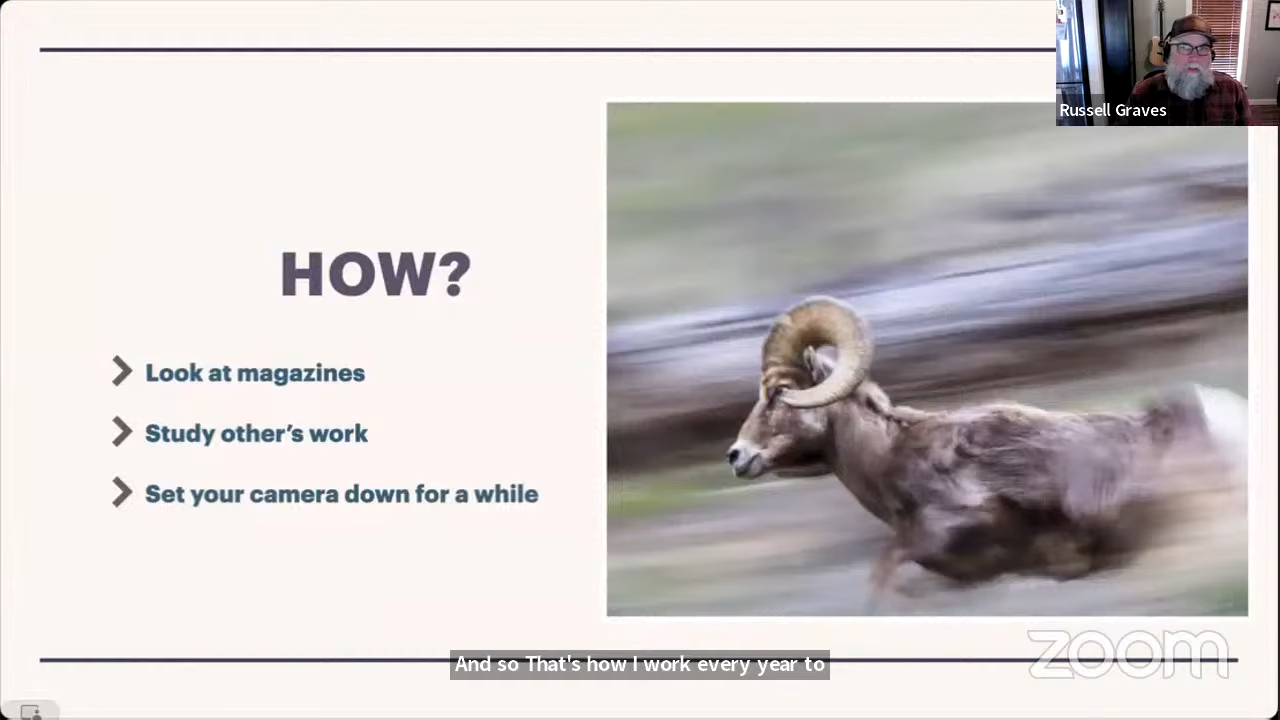 Russell Graves
HOW?
Look at magazines
Study other's work
Set your camera down for a while
And so That's how I work every year to
zoom